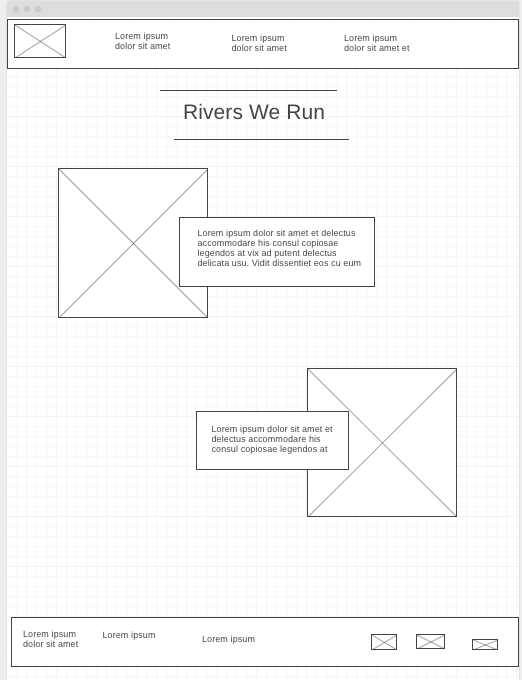 Lorem ipsum
dolor sit amet
Lorem ipsum
dolor sit amet
Lorem ipsum
dolor sit amet et
Rivers We Run
Lorem ipsum dolor sit amet et delectus
accommodare his consul copiosae
legendos at vix ad putent delectus
delicata usu. Vidit dissentiet eos cu eum
Lorem ipsum dolor sit amet et
delectus accommodare his
consul copiosae legendos at
Lorem ipsum
dolor sit amet
Lorem ipsum
Lorem ipsum